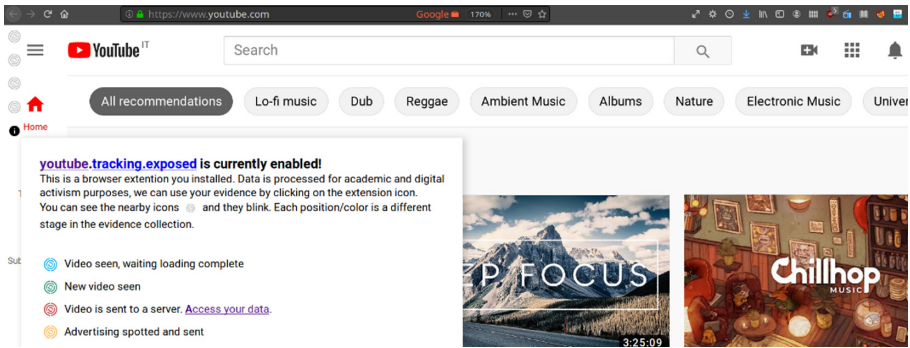 https://www.youtube.com
Google
170%
YouTube IT
Search
All recommendations
Lo-fi music
Dub
Reggae
Ambient Music
Albums
Nature
Electronic Music
Univer
Home
youtube.tracking.exposed is currently enabled!
This is a browser extention you installed. Data is processed for academic and digital
activism purposes, we can use your evidence by clicking on the extension icon.
You can see the nearby icons and they blink. Each position/color is a different
stage in the evidence collection.
Sub
Video seen, waiting loading complete
New video seen
Video is sent to a server. Access your data.
Advertising spotted and sent
EP FOCUS
3:25:09
Chillhop
MUSIC